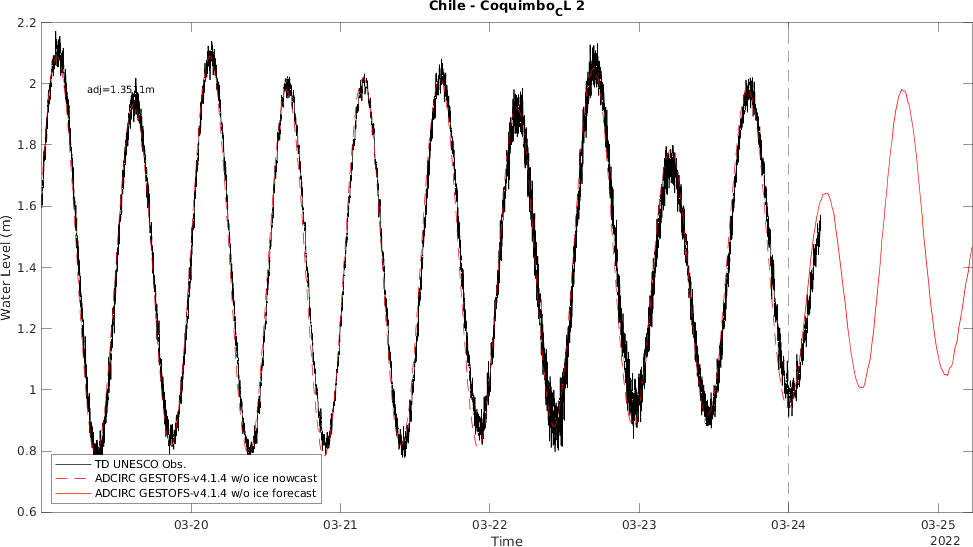 Chile - Coquimbo_CL 2
2.2
2
1.8
1.6
1.4
1.2
1
0.8
0.6
Water Level (m)
adj=1.3511m
TD UNESCO Obs.
ADCIRC GESTOFS-v4.1.4 w/o ice nowcast
ADCIRC GESTOFS-v4.1.4 w/o ice forecast
03-20 03-21 03-22 03-23 03-24 03-25
Time
2022